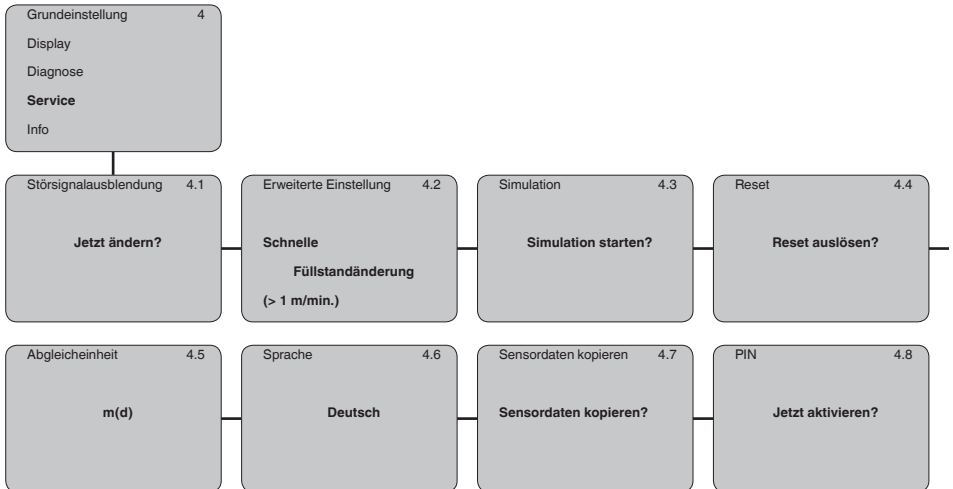 Grundeinstellung 4
Display
Diagnose
Service
Info
Störsignalausblendung 4.1
Jetzt ändern?
Erweiterte Einstellung 4.2
Schnelle
Füllstandänderung
(> 1 m/min.)
Simulation 4.3
Simulation starten?
Reset 4.4
Reset auslösen?
Abgleicheinheit 4.5
m(d)
Sprache 4.6
Deutsch
Sensordaten kopieren 4.7
Sensordaten kopieren?
PIN 4.8
Jetzt aktivieren?